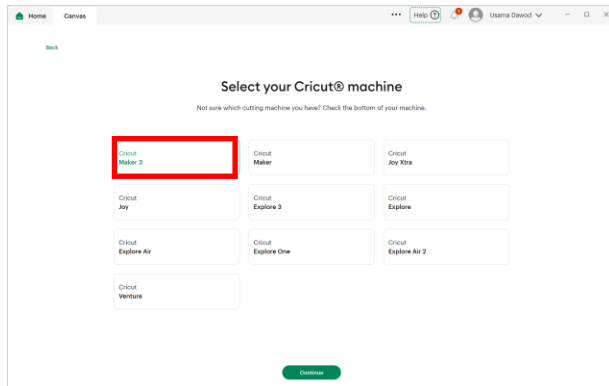 Home Canvas ••• Help ? Usama Dawod
Back
Select your Cricut® machine
Not sure which cutting machine you have? Check the bottom of your machine.
Cricut
Maker 3
Cricut
Maker
Cricut
Joy Xtra
Cricut
Joy
Cricut
Explore 3
Cricut
Explore
Cricut
Explore Air
Cricut
Explore One
Cricut
Explore Air 2
Cricut
Venture
Continue